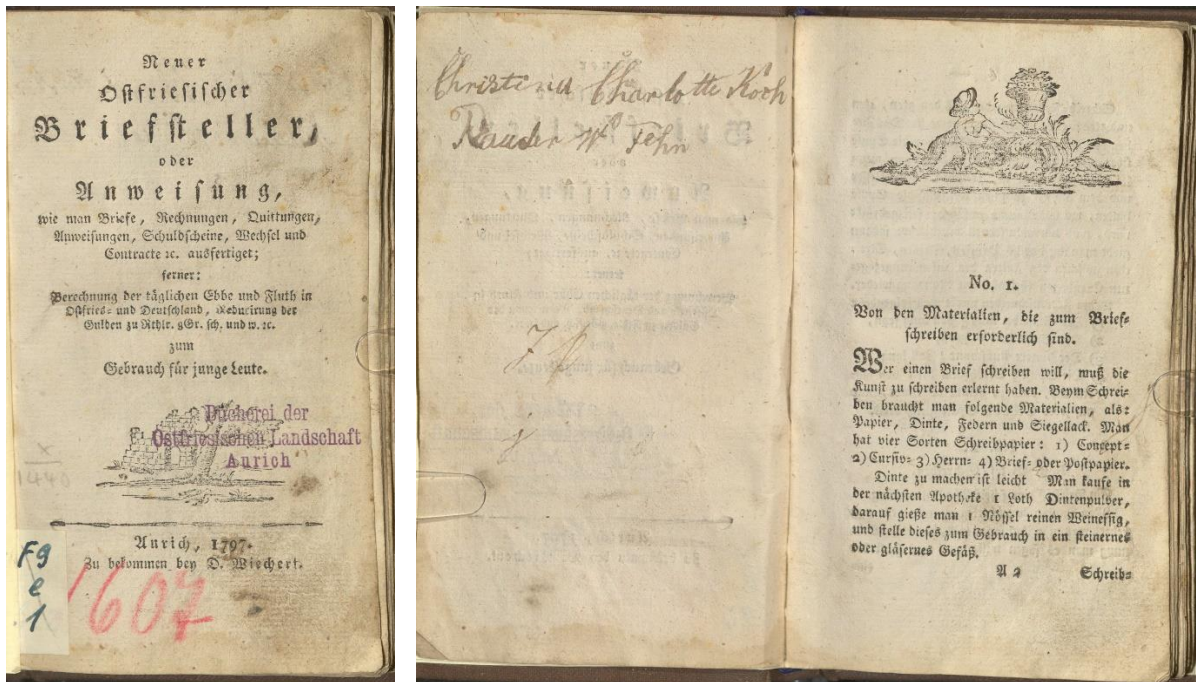 Neuer
Ostfriesischer
Briefsteller,
oder
Anweisung,
wie man Briefe, Rechnungen, Quittungen,
Anweisungen, Schuldscheine, Wechsel und
Contracte ꝛc. ausfertiget;
ferner:
Berechnung der täglichen Ebbe und Fluth in
Ostfries- und Deutschland, Reducirung der
Gulden zu Rthlr. gGr. sch. und w. ꝛc.
zum
Gebrauch für junge Leute.
Bücherei der
Ostfriesischen Landschaft
Aurich
x
1440
Aurich, 1797.
Zu bekommen bey D. Wiechert.
Fg
e
1
1607
Christina Charlotte Koch
Rauder W Fehn
No. 1.
Von den Materialien, die zum Brief-
schreiben erforderlich sind.
Wer einen Brief schreiben will, muß die
Kunst zu schreiben erlernt haben. Beym Schrei-
ben braucht man folgende Materialien, als:
Papier, Dinte, Federn und Siegellack. Man
hat vier Sorten Schreibpapier: 1) Concept-
2) Cursiv- 3) Herrn- 4) Brief- oder Postpapier.
Dinte zu machen ist leicht Man kaufe in
der nächsten Apotheke 1 Loth Dintenpulver,
darauf gieße man 1 Nössel reinen Weinessig,
und stelle dieses zum Gebrauch in ein steinernes
oder gläsernes Gefäß.
A 2 Schreib-